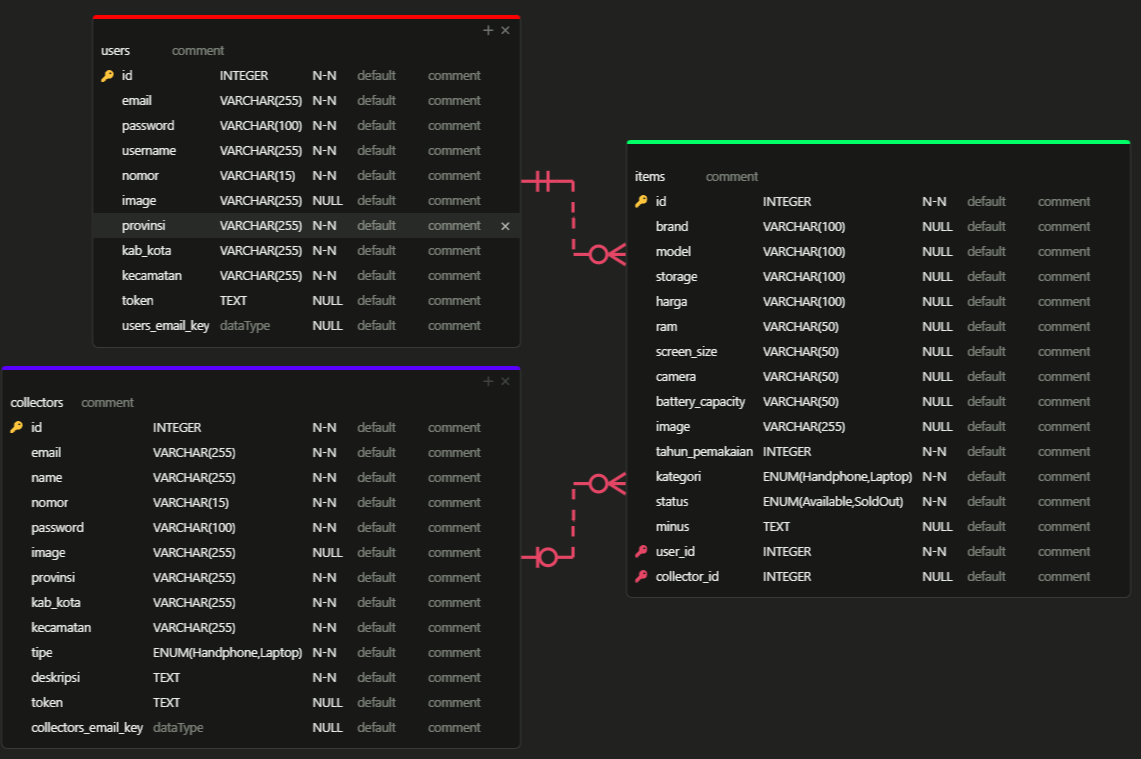 + ×
users comment
id INTEGER N-N default comment
email VARCHAR(255) N-N default comment
password VARCHAR(100) N-N default comment
username VARCHAR(255) N-N default comment
nomor VARCHAR(15) N-N default comment
image VARCHAR(255) NULL default comment
provinsi VARCHAR(255) N-N default comment ×
kab_kota VARCHAR(255) N-N default comment
kecamatan VARCHAR(255) N-N default comment
token TEXT NULL default comment
users_email_key dataType NULL default comment
+ ×
collectors comment
id INTEGER N-N default comment
email VARCHAR(255) N-N default comment
name VARCHAR(255) N-N default comment
nomor VARCHAR(15) N-N default comment
password VARCHAR(100) N-N default comment
image VARCHAR(255) NULL default comment
provinsi VARCHAR(255) N-N default comment
kab_kota VARCHAR(255) N-N default comment
kecamatan VARCHAR(255) N-N default comment
tipe ENUM(Handphone,Laptop) N-N default comment
deskripsi TEXT N-N default comment
token TEXT NULL default comment
collectors_email_key dataType NULL default comment
items comment
id INTEGER N-N default comment
brand VARCHAR(100) NULL default comment
model VARCHAR(100) NULL default comment
storage VARCHAR(100) NULL default comment
harga VARCHAR(100) NULL default comment
ram VARCHAR(50) NULL default comment
screen_size VARCHAR(50) NULL default comment
camera VARCHAR(50) NULL default comment
battery_capacity VARCHAR(50) NULL default comment
image VARCHAR(255) NULL default comment
tahun_pemakaian INTEGER N-N default comment
kategori ENUM(Handphone,Laptop) N-N default comment
status ENUM(Available,SoldOut) N-N default comment
minus TEXT NULL default comment
user_id INTEGER N-N default comment
collector_id INTEGER NULL default comment